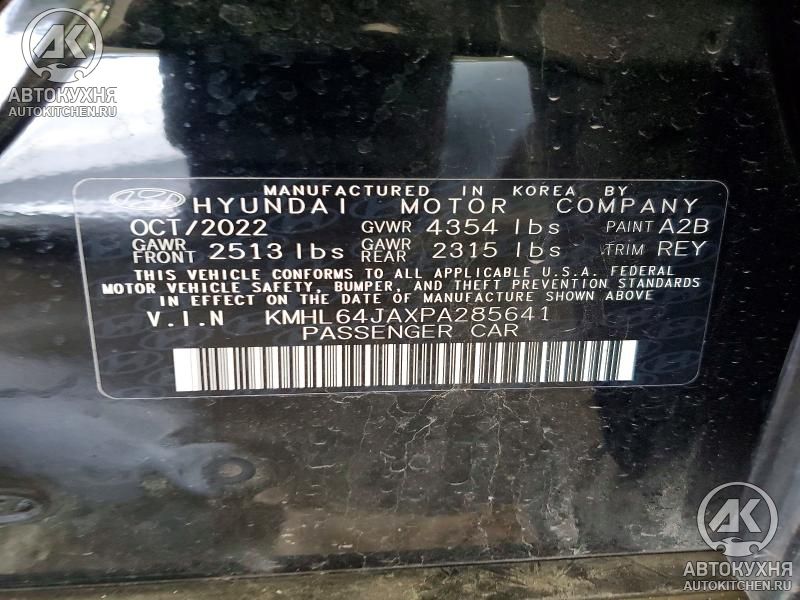 АК
АВТОКУХНЯ
AUTOKITCHEN.RU
MANUFACTURED IN KOREA BY
HYUNDAI MOTOR COMPANY
OCT/2022 GVWR 4354 lbs PAINT A2B
GAWR FRONT 2513 lbs GAWR REAR 2315 lbs TRIM REY
THIS VEHICLE CONFORMS TO ALL APPLICABLE U.S.A. FEDERAL
MOTOR VEHICLE SAFETY, BUMPER, AND THEFT PREVENTION STANDARDS
IN EFFECT ON THE DATE OF MANUFACTURE SHOWN ABOVE
V.I.N KMHL64JAXPA285641
PASSENGER CAR
АК
АВТОКУХНЯ
AUTOKITCHEN.RU